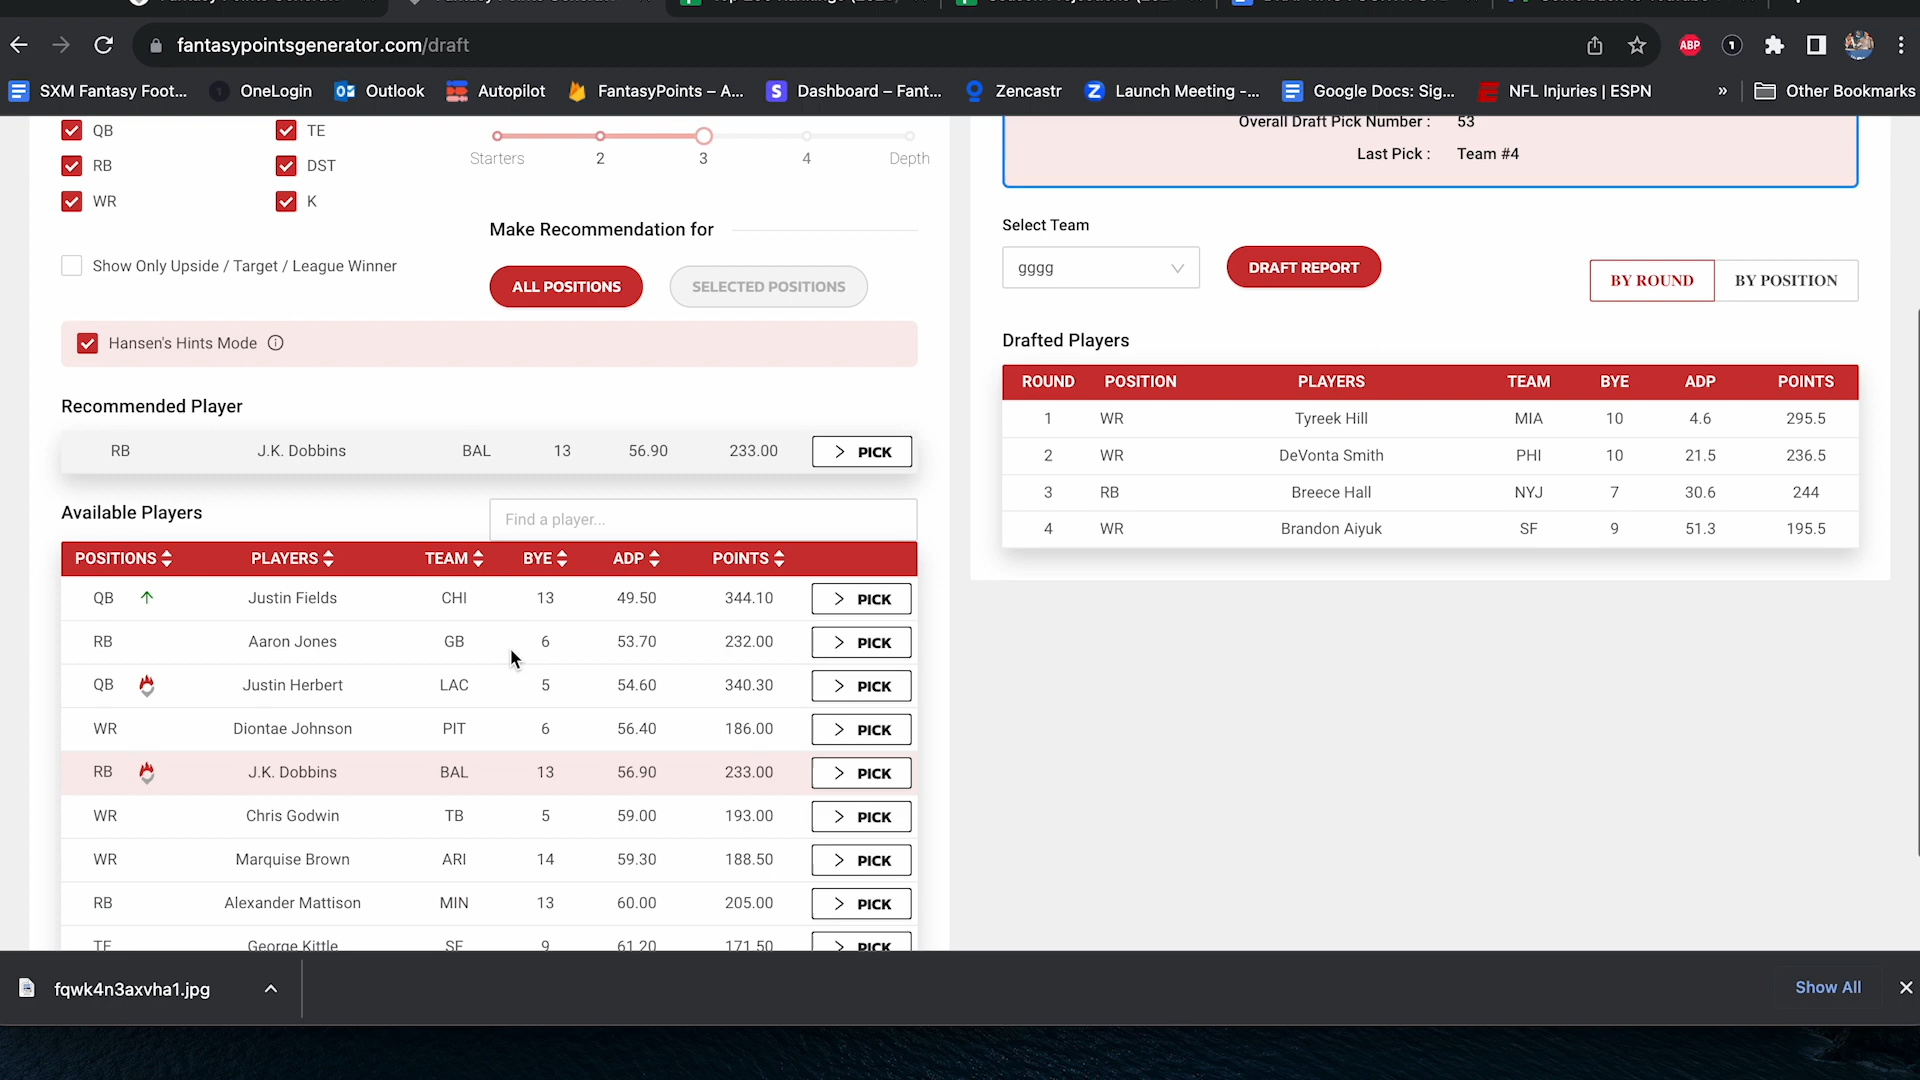 fantasypointsgenerator.com/draft
SXM Fantasy Foot... OneLogin Outlook Autopilot FantasyPoints – A... Dashboard – Fant... Zencastr Launch Meeting -... Google Docs: Sig... NFL Injuries | ESPN » Other Bookmarks
QB TE
RB DST
WR K
Starters 2 3 4 Depth
Make Recommendation for
Show Only Upside / Target / League Winner
ALL POSITIONS SELECTED POSITIONS
Hansen's Hints Mode
Recommended Player
RB J.K. Dobbins BAL 13 56.90 233.00 > PICK
Available Players Find a player...
POSITIONS PLAYERS TEAM BYE ADP POINTS
QB Justin Fields CHI 13 49.50 344.10 > PICK
RB Aaron Jones GB 6 53.70 232.00 > PICK
QB Justin Herbert LAC 5 54.60 340.30 > PICK
WR Diontae Johnson PIT 6 56.40 186.00 > PICK
RB J.K. Dobbins BAL 13 56.90 233.00 > PICK
WR Chris Godwin TB 5 59.00 193.00 > PICK
WR Marquise Brown ARI 14 59.30 188.50 > PICK
RB Alexander Mattison MIN 13 60.00 205.00 > PICK
TE George Kittle SF 9 61.20 171.50 > PICK
Overall Draft Pick Number : 53
Last Pick : Team #4
Select Team
gggg DRAFT REPORT BY ROUND BY POSITION
Drafted Players
ROUND POSITION PLAYERS TEAM BYE ADP POINTS
1 WR Tyreek Hill MIA 10 4.6 295.5
2 WR DeVonta Smith PHI 10 21.5 236.5
3 RB Breece Hall NYJ 7 30.6 244
4 WR Brandon Aiyuk SF 9 51.3 195.5
fqwk4n3axvha1.jpg Show All